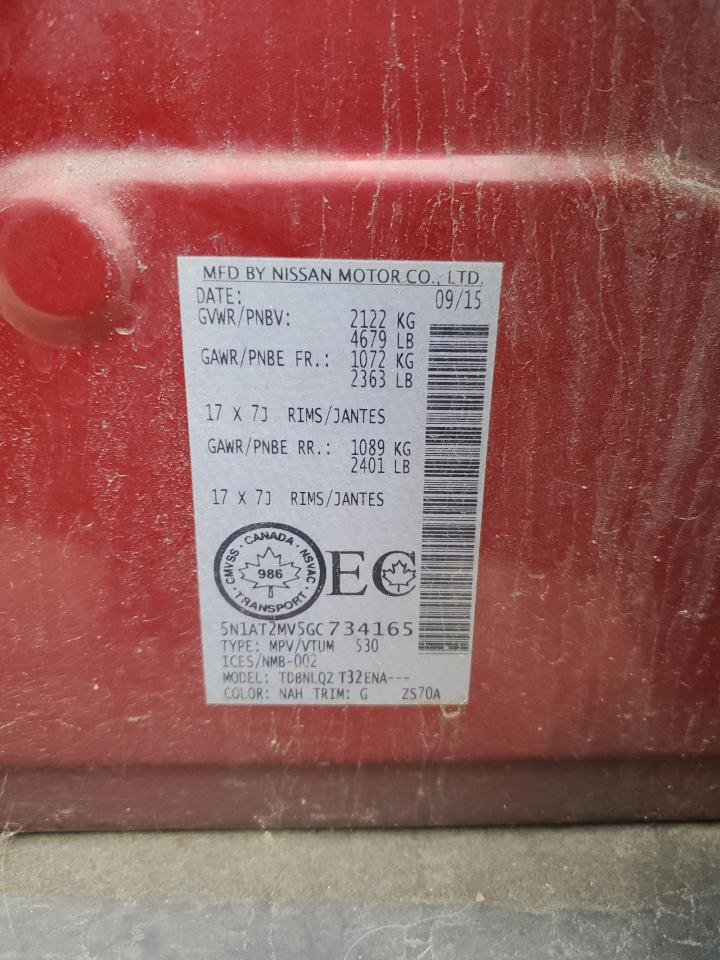 MFD BY NISSAN MOTOR CO., LTD.
DATE: 09/15
GVWR/PNBV: 2122 KG
4679 LB
GAWR/PNBE FR.: 1072 KG
2363 LB
17 X 7J RIMS/JANTES
GAWR/PNBE RR.: 1089 KG
2401 LB
17 X 7J RIMS/JANTES
CMVSS · CANADA · NSVAC
986
· TRANSPORT ·
EC
5N1AT2MV5GC734165
TYPE: MPV/VTUM S30
ICES/NMB-002
MODEL: TDBNLQZ T32ENA---
COLOR: NAH TRIM: G ZS70A